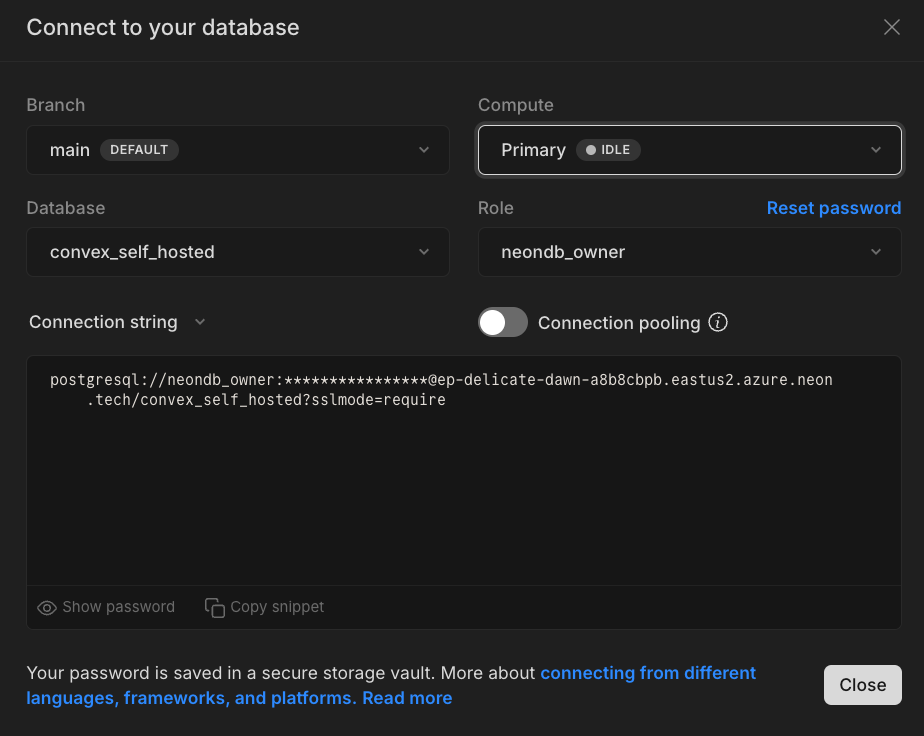 Connect to your database
Branch
Compute
main DEFAULT
Primary IDLE
Database
Role
Reset password
convex_self_hosted
neondb_owner
Connection string
Connection pooling
postgresql://neondb_owner:****************@ep-delicate-dawn-a8b8cbpb.eastus2.azure.neon
.tech/convex_self_hosted?sslmode=require
Show password
Copy snippet
Your password is saved in a secure storage vault. More about connecting from different
languages, frameworks, and platforms. Read more
Close